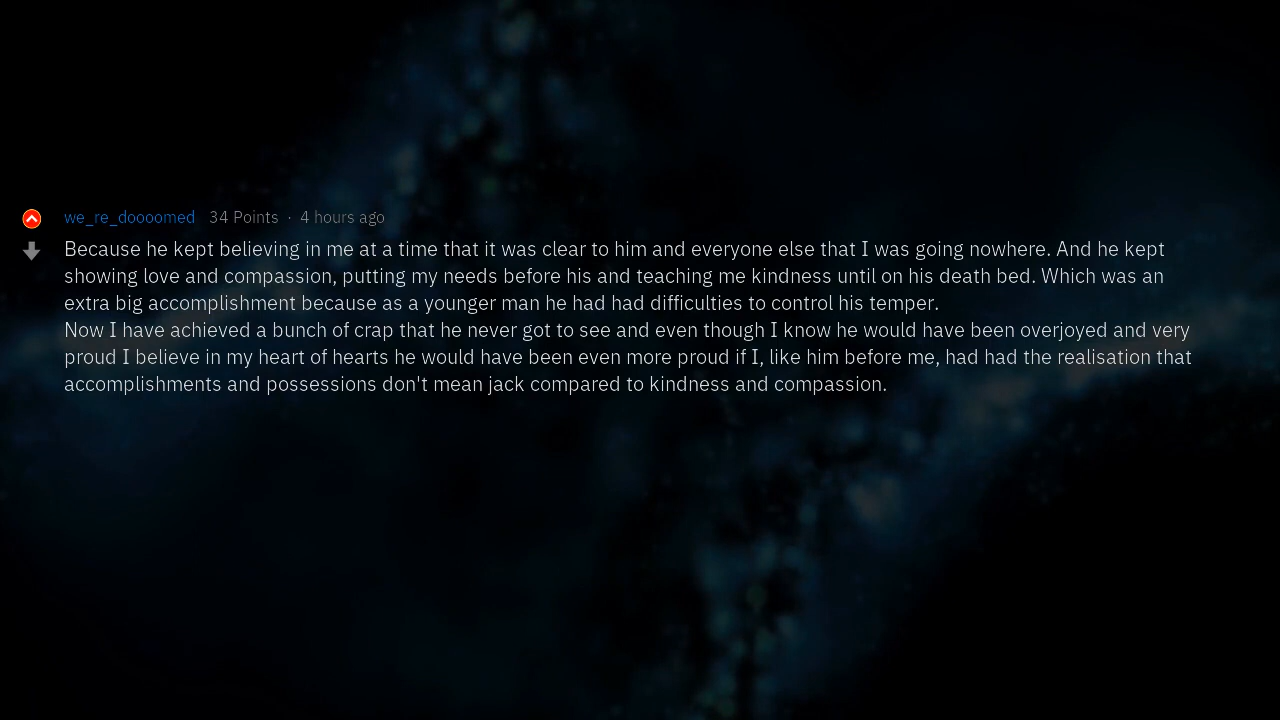 we_re_doooomed 34 Points · 4 hours ago
Because he kept believing in me at a time that it was clear to him and everyone else that I was going nowhere. And he kept
showing love and compassion, putting my needs before his and teaching me kindness until on his death bed. Which was an
extra big accomplishment because as a younger man he had had difficulties to control his temper.
Now I have achieved a bunch of crap that he never got to see and even though I know he would have been overjoyed and very
proud I believe in my heart of hearts he would have been even more proud if I, like him before me, had had the realisation that
accomplishments and possessions don't mean jack compared to kindness and compassion.